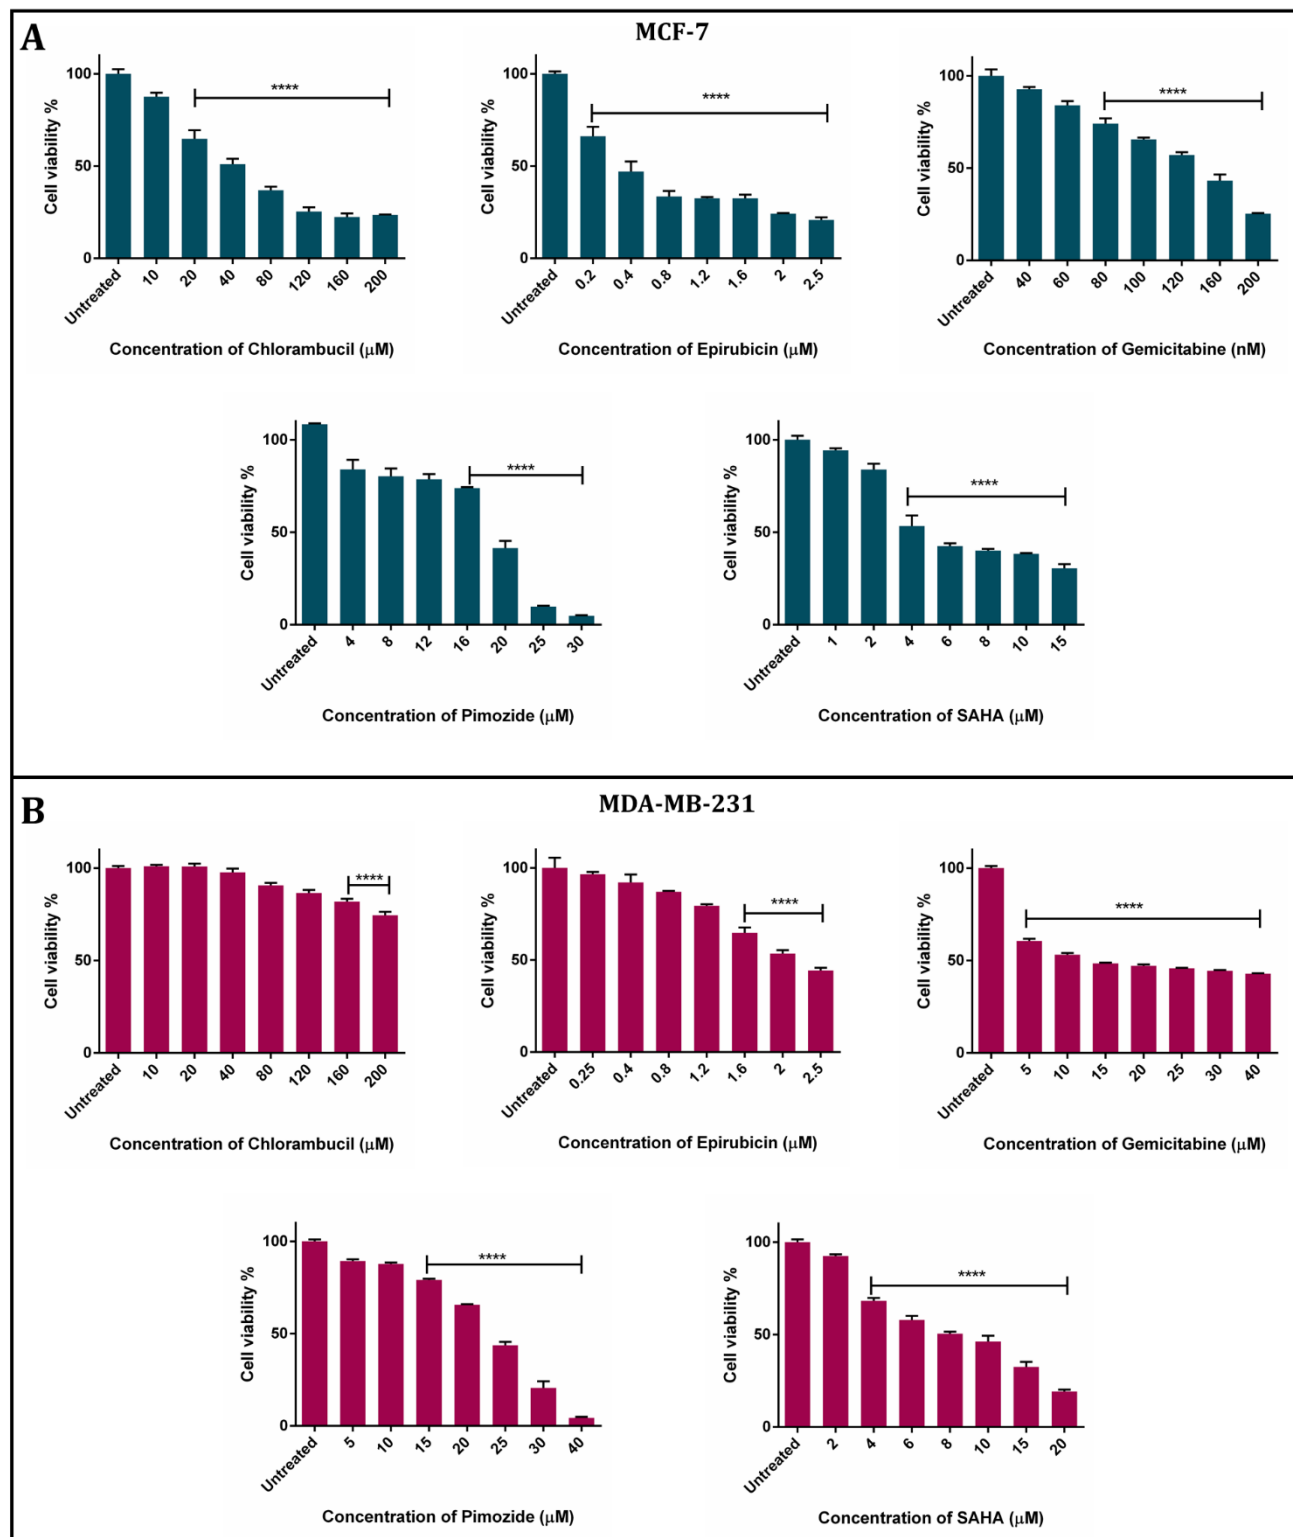 A
MCF-7
Cell viability %
100
50
0
****
Untreated 10 20 40 80 120 160 200
Concentration of Chlorambucil (μM)
Cell viability %
100
50
0
****
Untreated 0.2 0.4 0.8 1.2 1.6 2 2.5
Concentration of Epirubicin (μM)
Cell viability %
100
50
0
****
Untreated 40 60 80 100 120 160 200
Concentration of Gemicitabine (nM)
Cell viability %
100
50
0
****
Untreated 4 8 12 16 20 25 30
Concentration of Pimozide (μM)
Cell viability %
100
50
0
****
Untreated 1 2 4 6 8 10 15
Concentration of SAHA (μM)
B
MDA-MB-231
Cell viability %
100
50
0
****
Untreated 10 20 40 80 120 160 200
Concentration of Chlorambucil (μM)
Cell viability %
100
50
0
****
Untreated 0.25 0.4 0.8 1.2 1.6 2 2.5
Concentration of Epirubicin (μM)
Cell viability %
100
50
0
****
Untreated 5 10 15 20 25 30 40
Concentration of Gemicitabine (μM)
Cell viability %
100
50
0
****
Untreated 5 10 15 20 25 30 40
Concentration of Pimozide (μM)
Cell viability %
100
50
0
****
Untreated 2 4 6 8 10 15 20
Concentration of SAHA (μM)